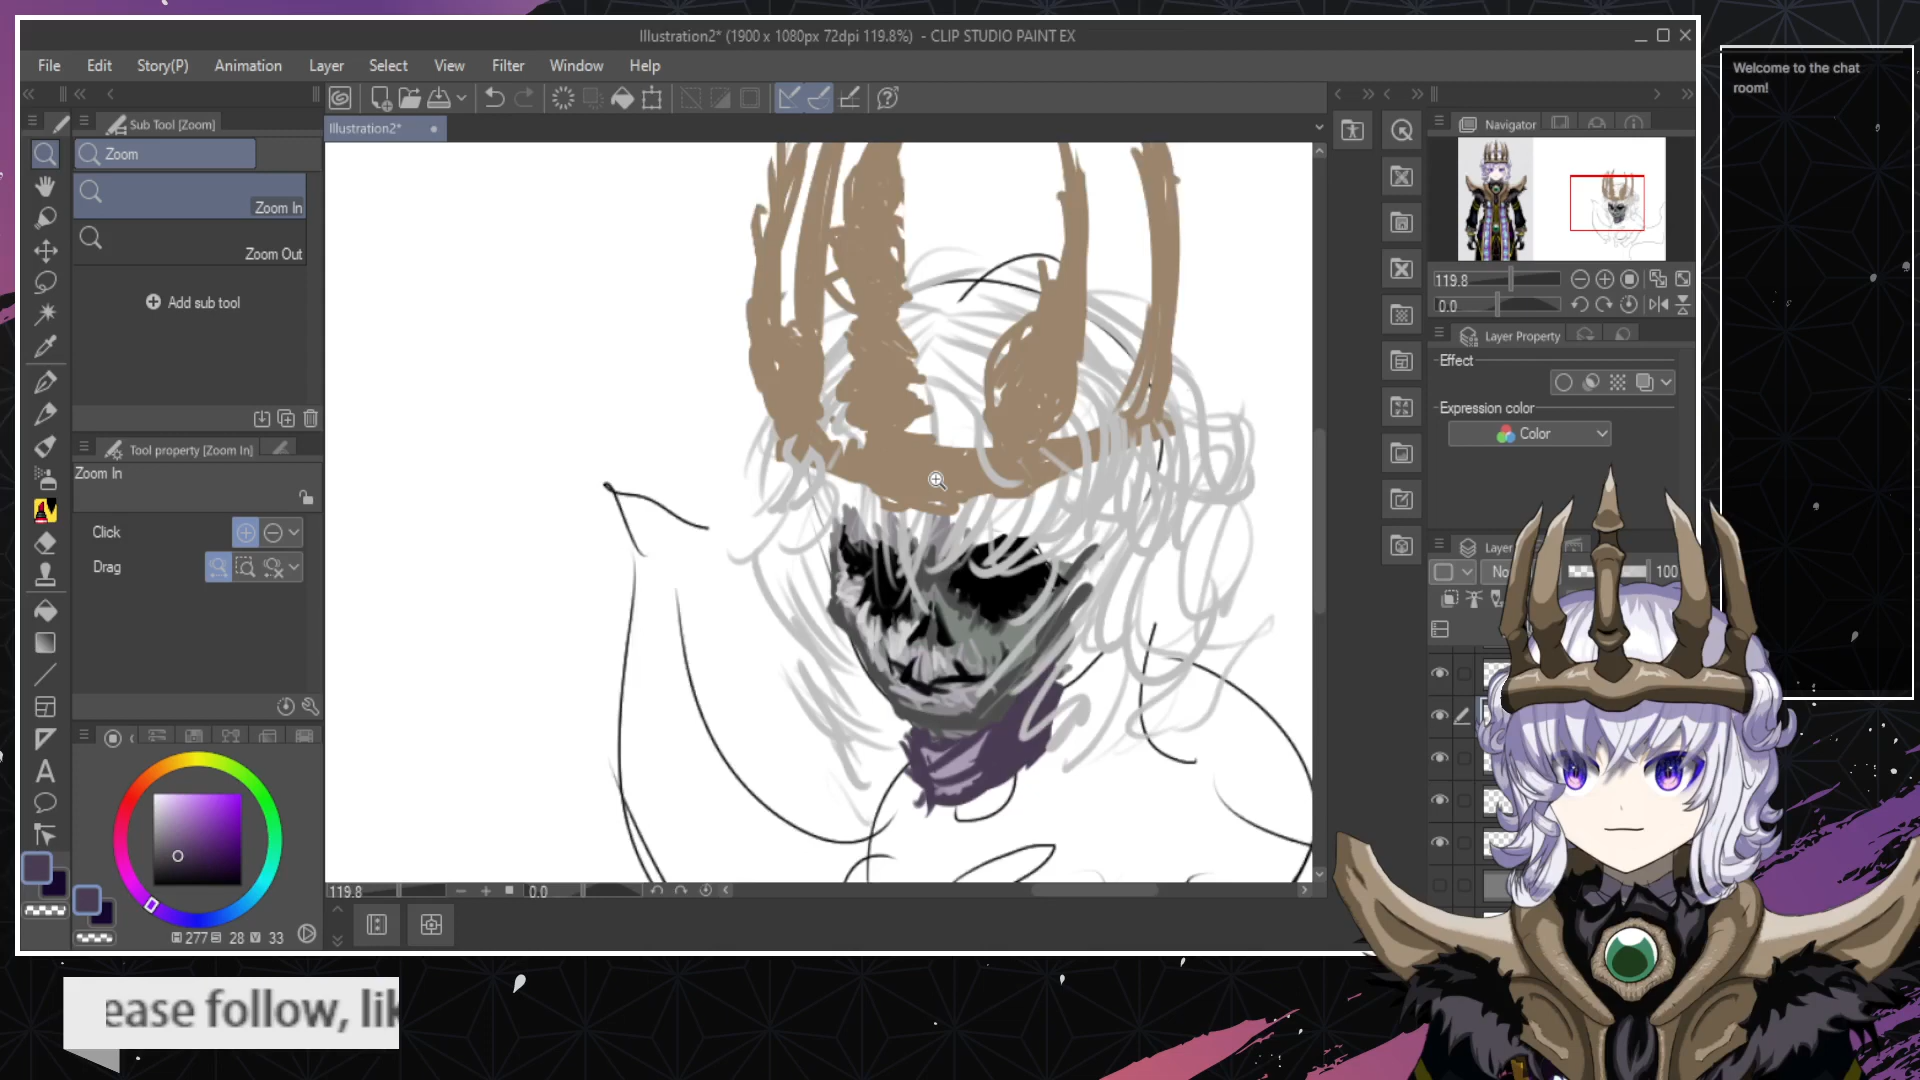 Illustration2* (1900 x 1080px 72dpi 119.8%) - CLIP STUDIO PAINT EX
File Edit Story(P) Animation Layer Select View Filter Window Help
Sub Tool [Zoom]
Zoom
Zoom In
Zoom Out
Add sub tool
Tool property [Zoom In]
Zoom In
Click
Drag
277 28 33
Illustration2*
119.8
0.0
Navigator
119.8
0.0
Layer Property
Effect
Expression color
Color
Layer
No
100
Welcome to the chat
room!
ease follow, lik